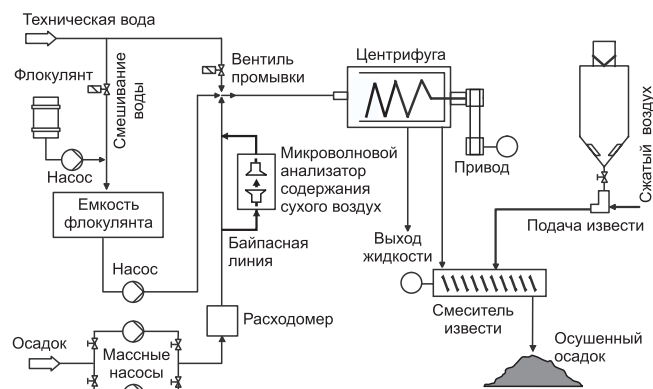 Техническая вода
Флокулянт
Смешивание
воды
Вентиль
промывки
Центрифуга
Сжатый воздух
Насос
Микроволновой
анализатор
содержания
сухого воздух
Привод
Емкость
флокулянта
Подача извести
Байпасная
линия
Выход
жидкости
Насос
Расходомер
Смеситель
извести
Осадок
Массные
насосы
Осушенный
осадок